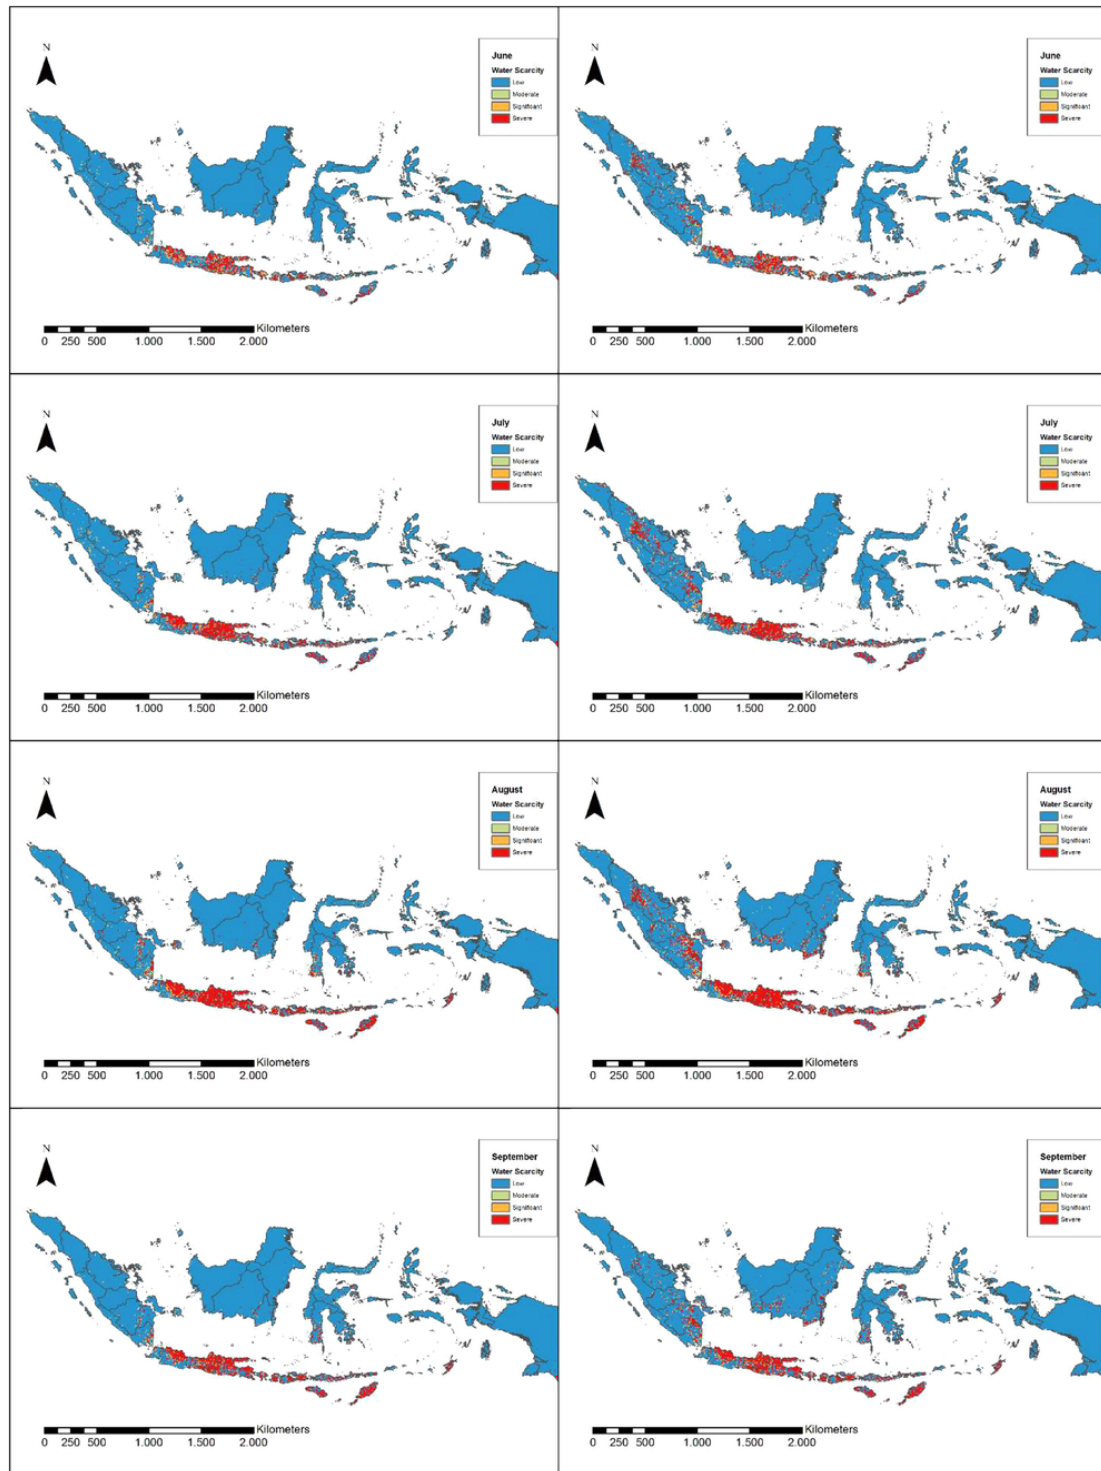 N
June
Water Scarcity
Low
Moderate
Significant
Severe
Kilometers
0 250 500 1.000 1.500 2.000
N
June
Water Scarcity
Low
Moderate
Significant
Severe
Kilometers
0 250 500 1.000 1.500 2.000
N
July
Water Scarcity
Low
Moderate
Significant
Severe
Kilometers
0 250 500 1.000 1.500 2.000
N
July
Water Scarcity
Low
Moderate
Significant
Severe
Kilometers
0 250 500 1.000 1.500 2.000
N
August
Water Scarcity
Low
Moderate
Significant
Severe
Kilometers
0 250 500 1.000 1.500 2.000
N
August
Water Scarcity
Low
Moderate
Significant
Severe
Kilometers
0 250 500 1.000 1.500 2.000
N
September
Water Scarcity
Low
Moderate
Significant
Severe
Kilometers
0 250 500 1.000 1.500 2.000
N
September
Water Scarcity
Low
Moderate
Significant
Severe
Kilometers
0 250 500 1.000 1.500 2.000